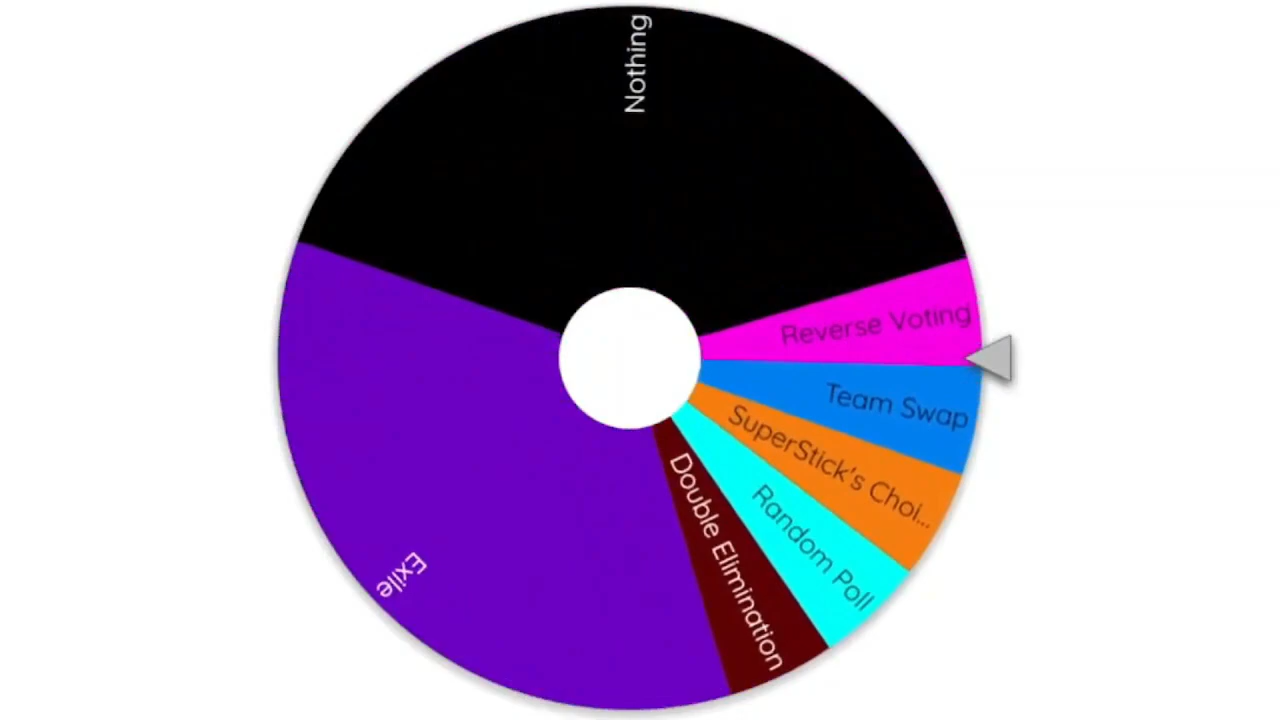 Nothing
Reverse Voting
Team Swap
SuperStick's Choi...
Random Poll
Double Elimination
Exile